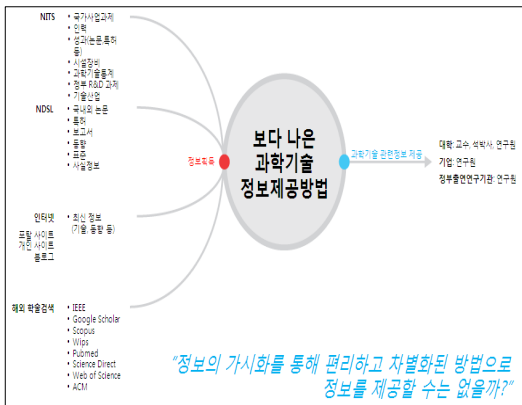 NITS
• 국가사업과제
• 인력
• 성과(논문,특허
등)
• 시설장비
• 과학기술통계
• 정부 R&D 과제
• 기술산업
NDSL
• 국내외 논문
• 특허
• 보고서
• 동향
• 표준
• 사실정보
인터넷
포탈 사이트
개인 사이트
블로그
• 최신 정보
(기술, 동향 등)
해외 학술검색
• IEEE
• Google Scholar
• Scopus
• Wips
• Pubmed
• Science Direct
• Web of Science
• ACM
정보획득
보다 나은
과학기술
정보제공방법
과학기술 관련정보 제공
대학: 교수, 석박사, 연구원
기업: 연구원
정부출연연구기관: 연구원
"정보의 가시화를 통해 편리하고 차별화된 방법으로
정보를 제공할 수는 없을까?"